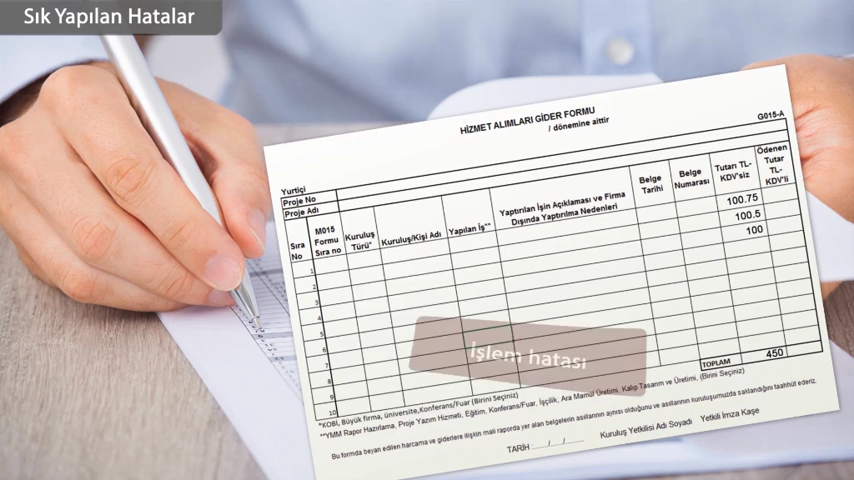 Sık Yapılan Hatalar
HİZMET ALIMLARI GİDER FORMU
/ dönemine aittir
G015-A
Yurtiçi
Proje No
Proje Adı
Sıra No
M015 Formu Sıra no
Kuruluş Türü*
Kuruluş/Kişi Adı
Yapılan İş**
Yaptırılan İşin Açıklaması ve Firma Dışında Yaptırılma Nedenleri
Belge Tarihi
Belge Numarası
Tutarı TL-KDV'siz
Ödenen Tutar TL-KDV'li
1 100.75
2 100.5
3 100
4
5
6
7
8
9
10
İşlem hatası
TOPLAM 450
*KOBİ, Büyük firma, üniversite,Konferans/Fuar (Birini Seçiniz)
**YMM Rapor Hazırlama, Proje Yazım Hizmeti, Eğitim, Konferans/Fuar, İşçilik, Ara Mamül Üretimi, Kalıp Tasarım ve Üretimi, (Birini Seçiniz)
Bu formda beyan edilen harcama ve giderlere ilişkin mali raporda yer alan belgelerin asıllarının aynısı olduğunu ve asıllarının kuruluşumuzda saklandığını taahhüt ederiz.
TARİH :....../....../........
Kuruluş Yetkilisi Adı Soyadı Yetkili İmza Kaşe